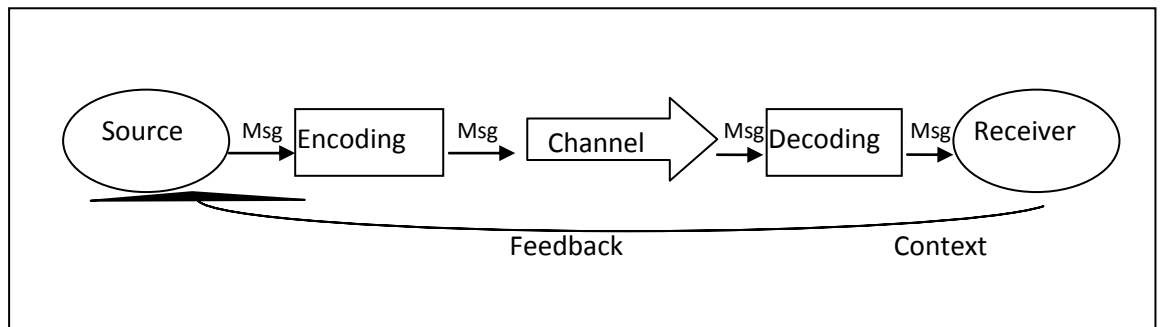 Source Msg Encoding Msg Channel Msg Decoding Msg Receiver
Feedback Context